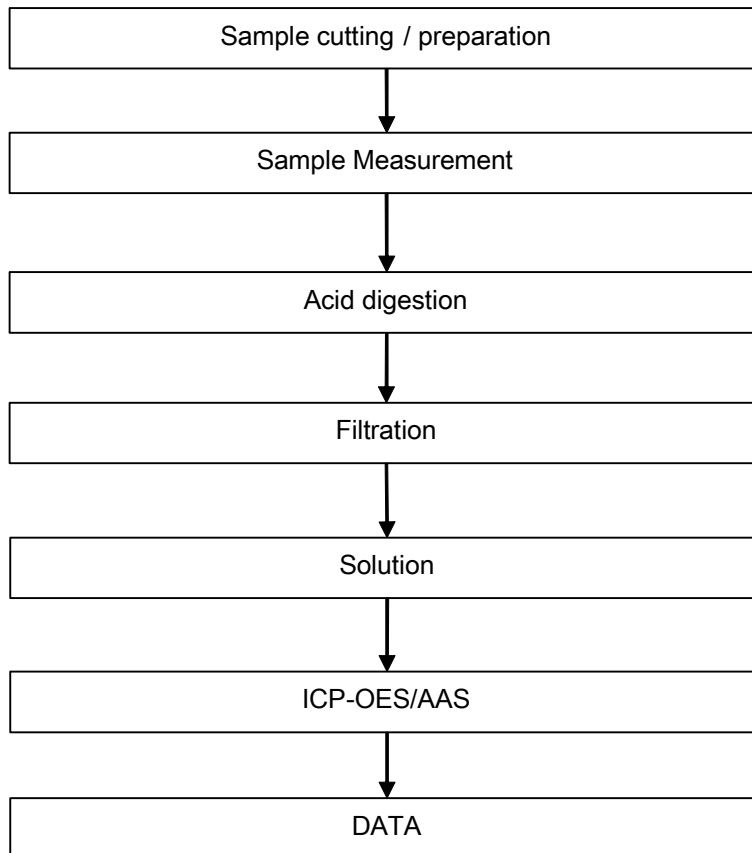 Sample cutting / preparation
Sample Measurement
Acid digestion
Filtration
Solution
ICP-OES/AAS
DATA